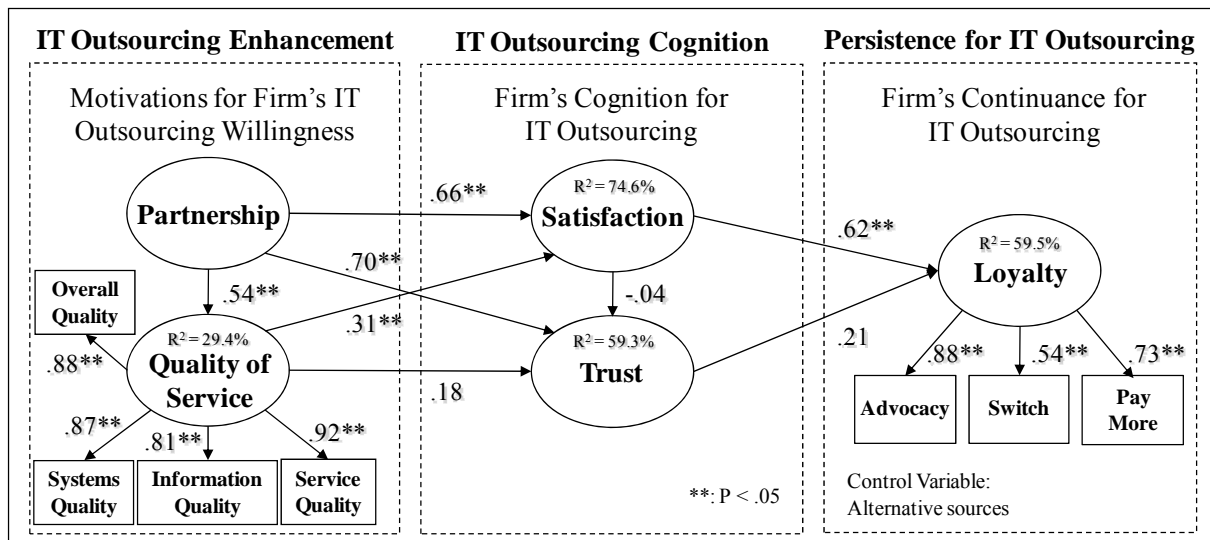 IT Outsourcing Enhancement
IT Outsourcing Cognition
Persistence for IT Outsourcing
Motivations for Firm's IT
Outsourcing Willingness
Firm's Cognition for
IT Outsourcing
Firm's Continuance for
IT Outsourcing
Partnership
.66**
R² = 74.6%
Satisfaction
.62**
R² = 59.5%
Loyalty
.70**
Overall
Quality
.54**
.31**
-.04
R² = 29.4%
Quality of
Service
.88**
R² = 59.3%
Trust
.18
.21
.88**
.54**
.73**
Advocacy
Switch
Pay
More
.87**
.81**
.92**
Systems
Quality
Information
Quality
Service
Quality
**: P < .05
Control Variable:
Alternative sources